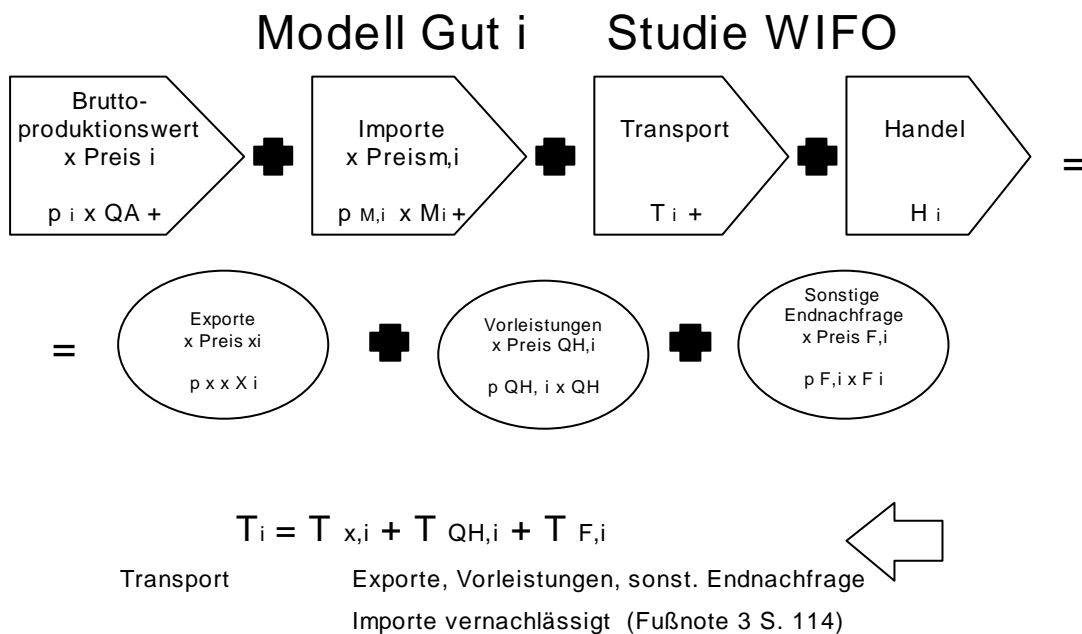 Modell Gut i Studie WIFO
Brutto-
produktionswert
x Preis i
p i x QA +
Importe
x Preism,i
p M,i x Mi +
Transport
T i +
Handel
H i
=
=
Exporte
x Preis xi
p x x X i
Vorleistungen
x Preis QH,i
p QH, i x QH
Sonstige
Endnachfrage
x Preis F,i
p F,i x F i
Ti = T x,i + T QH,i + T F,i
Transport Exporte, Vorleistungen, sonst. Endnachfrage
Importe vernachlässigt (Fußnote 3 S. 114)